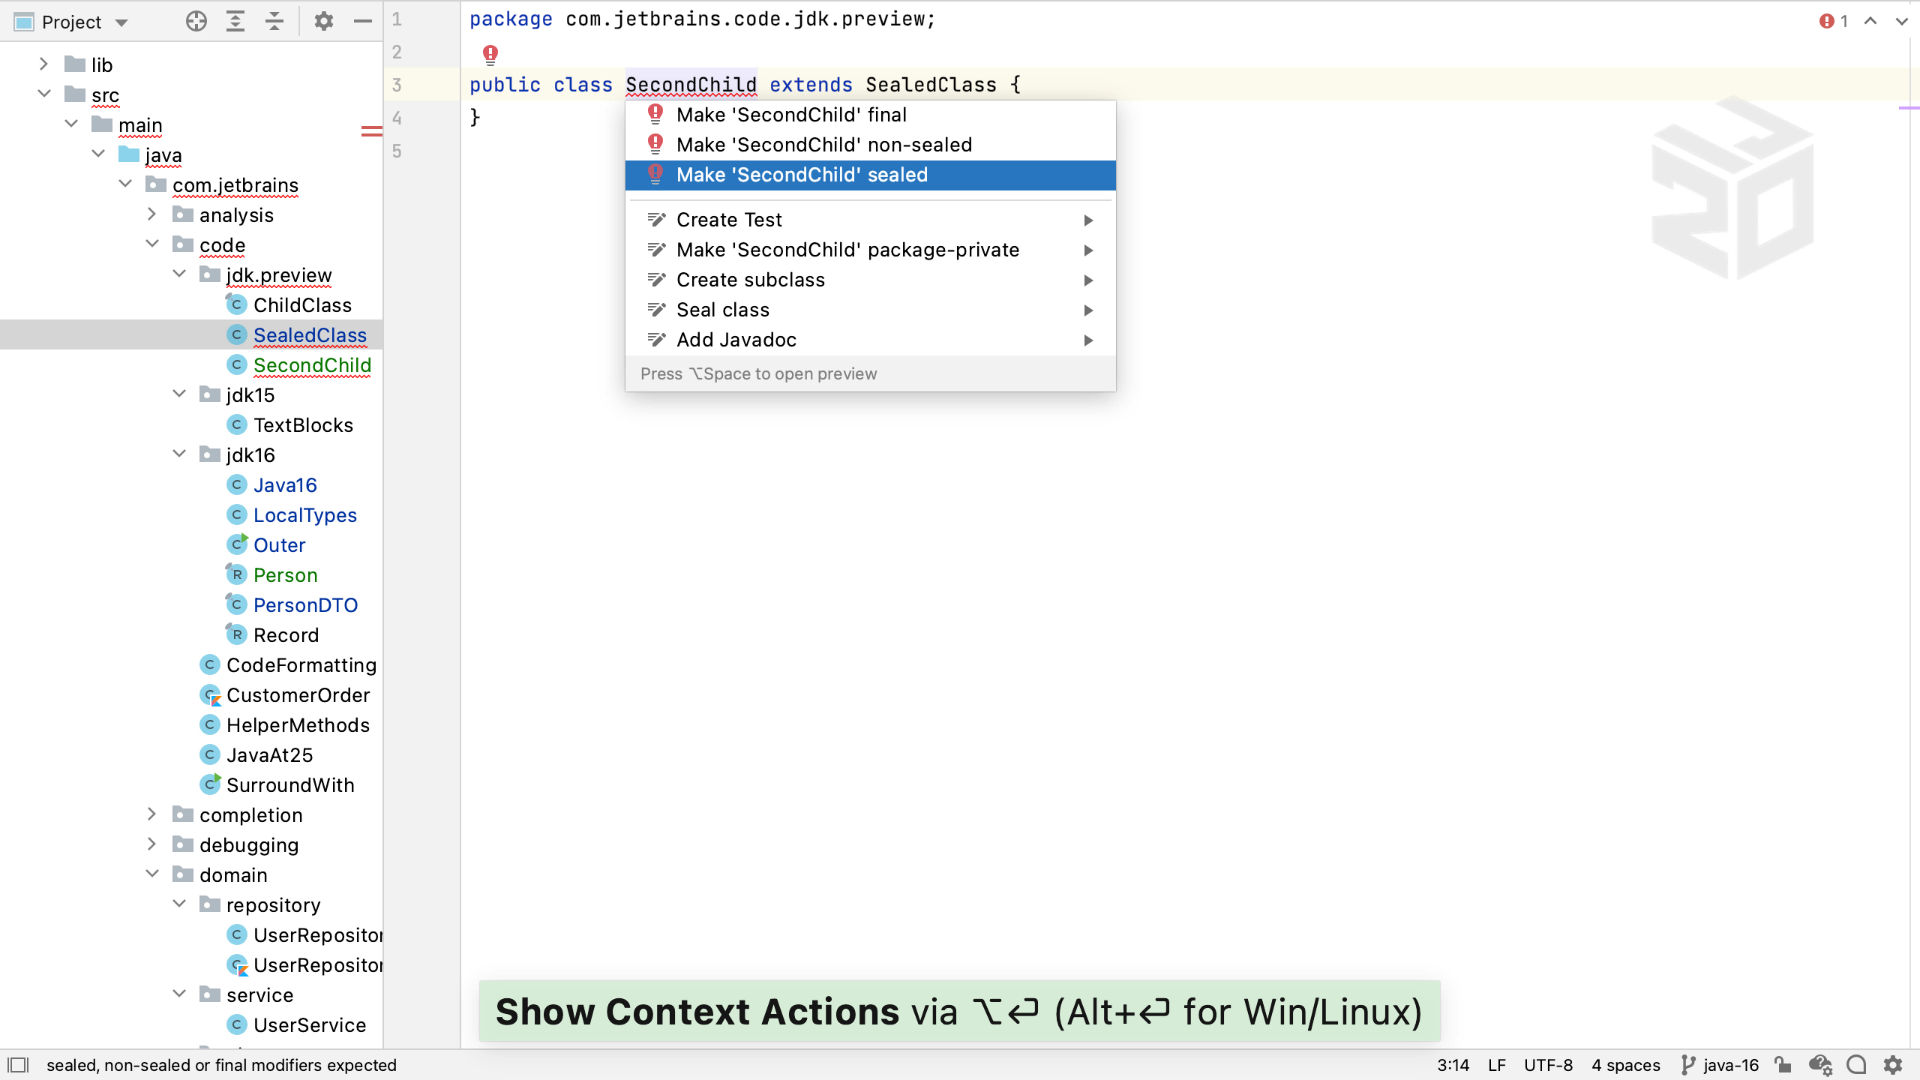 Project
lib
src
main
java
com.jetbrains
analysis
code
jdk.preview
ChildClass
SealedClass
SecondChild
jdk15
TextBlocks
jdk16
Java16
LocalTypes
Outer
Person
PersonDTO
Record
CodeFormatting
CustomerOrder
HelperMethods
JavaAt25
SurroundWith
completion
debugging
domain
repository
UserRepositor
UserRepositor
service
UserService
1 package com.jetbrains.code.jdk.preview;
2
3 public class SecondChild extends SealedClass {
4 }
5
1
Make 'SecondChild' final
Make 'SecondChild' non-sealed
Make 'SecondChild' sealed
Create Test
Make 'SecondChild' package-private
Create subclass
Seal class
Add Javadoc
Press ⌥Space to open preview
Show Context Actions via ⌥⏎ (Alt+⏎ for Win/Linux)
sealed, non-sealed or final modifiers expected
3:14 LF UTF-8 4 spaces java-16